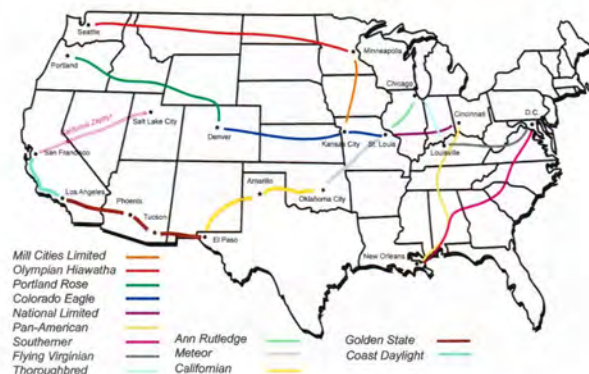 Seattle
Minneapolis
Portland
Chicago
Salt Lake City
Cincinnati
D.C.
Denver
Kansas City
St. Louis
Louisville
San Francisco
Los Angeles
Phoenix
Amarillo
Oklahoma City
Tucson
El Paso
New Orleans
Mill Cities Limited
Olympian Hiawatha
Portland Rose
Colorado Eagle
National Limited
Pan-American
Southerner
Ann Rutledge
Golden State
Flying Virginian
Meteor
Coast Daylight
Thoroughbred
Californian